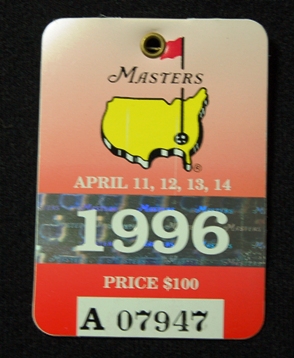 MASTERS
®
APRIL 11, 12, 13, 14
1996
PRICE $100
A 07947